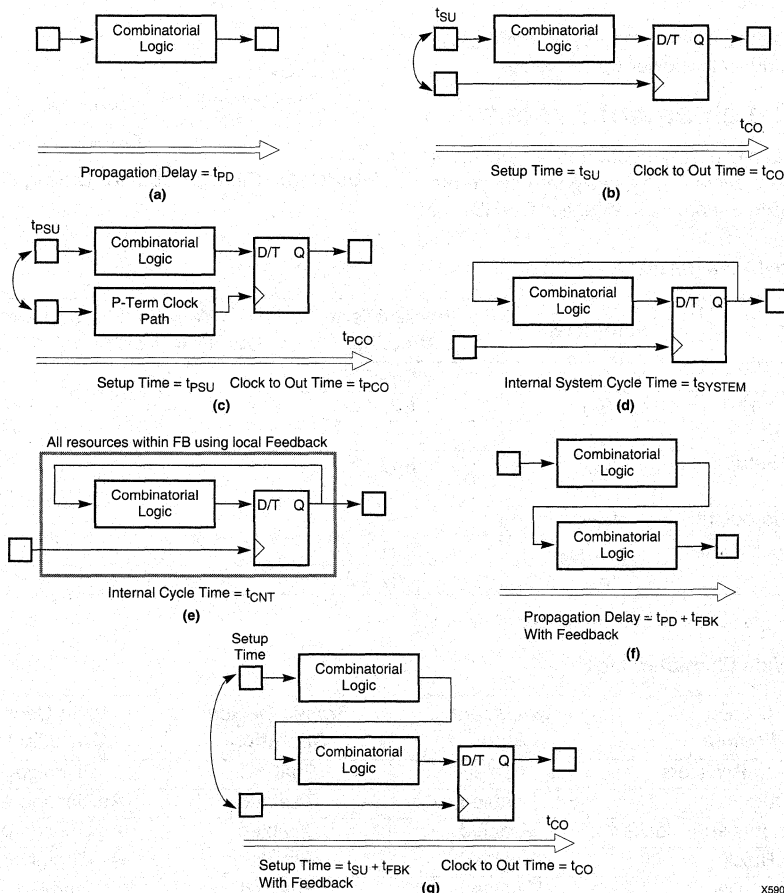 Combinatorial
Logic
Propagation Delay = tPD
(a)
tSU
Combinatorial
Logic
D/T Q
tCO
Setup Time = tSU Clock to Out Time = tCO
(b)
tPSU
Combinatorial
Logic
P-Term Clock
Path
D/T Q
tPCO
Setup Time = tPSU Clock to Out Time = tPCO
(c)
Combinatorial
Logic
D/T Q
Internal System Cycle Time = tSYSTEM
(d)
All resources within FB using local Feedback
Combinatorial
Logic
D/T Q
Internal Cycle Time = tCNT
(e)
Combinatorial
Logic
Combinatorial
Logic
Propagation Delay = tPD + tFBK
With Feedback
(f)
Setup
Time
Combinatorial
Logic
Combinatorial
Logic
D/T Q
tCO
Setup Time = tSU + tFBK Clock to Out Time = tCO
With Feedback
(g)